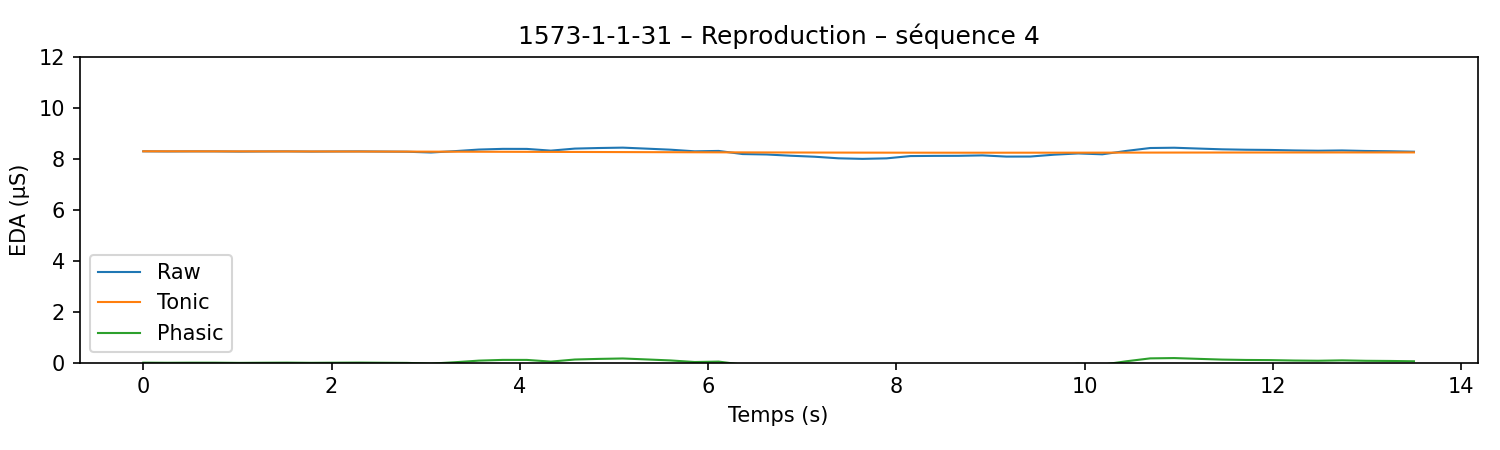 1573-1-1-31 – Reproduction – séquence 4
EDA (µS)
12
10
8
6
4
2
0
Raw
Tonic
Phasic
0 2 4 6 8 10 12 14
Temps (s)